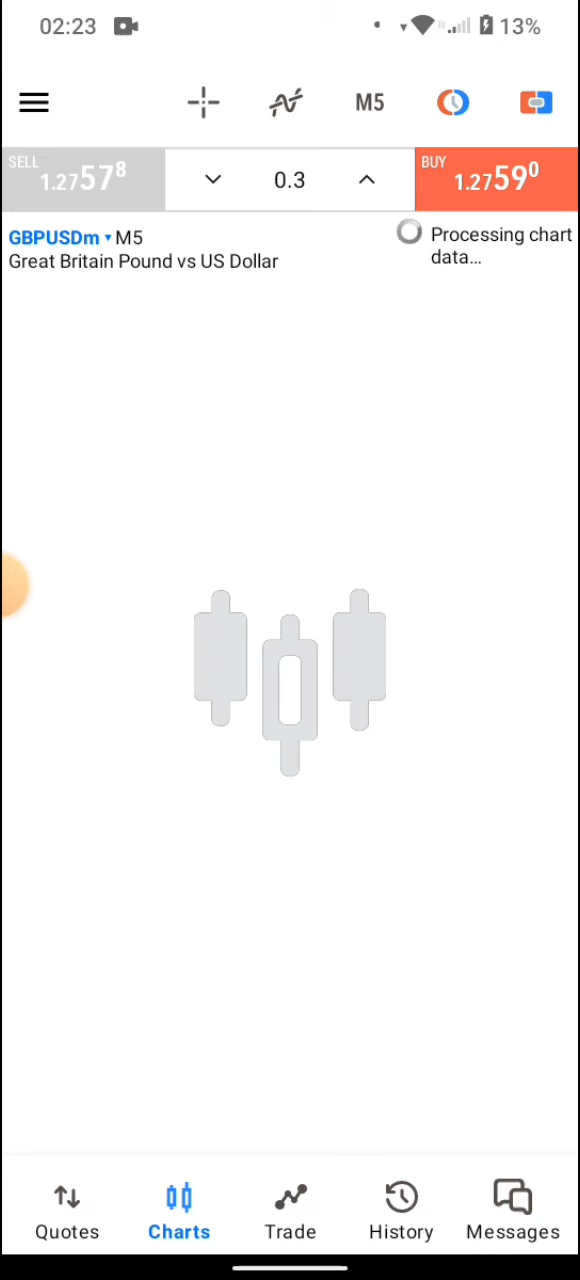 02:23 13%
M5
SELL 1.27578 0.3 BUY 1.27590
GBPUSDm M5
Great Britain Pound vs US Dollar
Processing chart
data...
Quotes Charts Trade History Messages